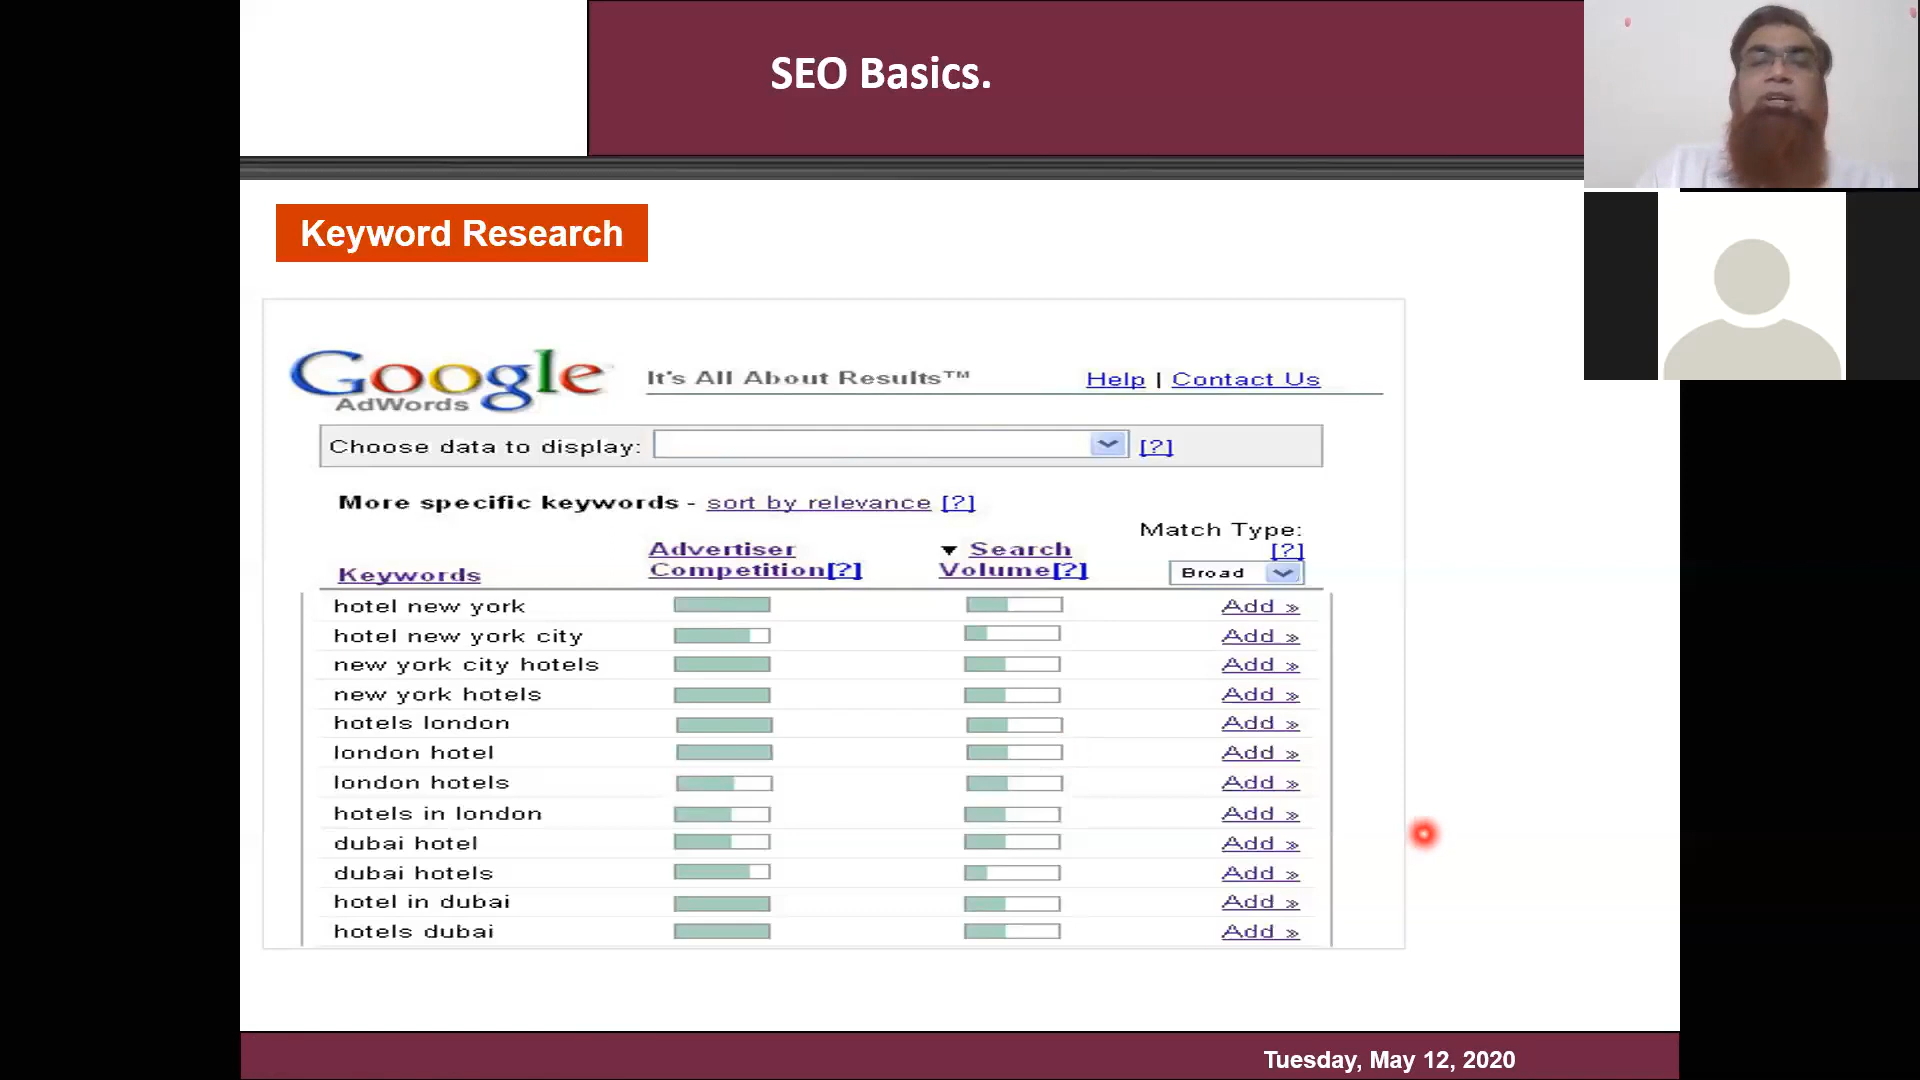 SEO Basics.
Keyword Research
Google
AdWords
It's All About Results™
Help | Contact Us
Choose data to display: [?]
More specific keywords - sort by relevance [?]
Match Type:
[?]
Keywords
Advertiser
Competition[?]
▼ Search
Volume[?]
Broad
hotel new york Add »
hotel new york city Add »
new york city hotels Add »
new york hotels Add »
hotels london Add »
london hotel Add »
london hotels Add »
hotels in london Add »
dubai hotel Add »
dubai hotels Add »
hotel in dubai Add »
hotels dubai Add »
Tuesday, May 12, 2020